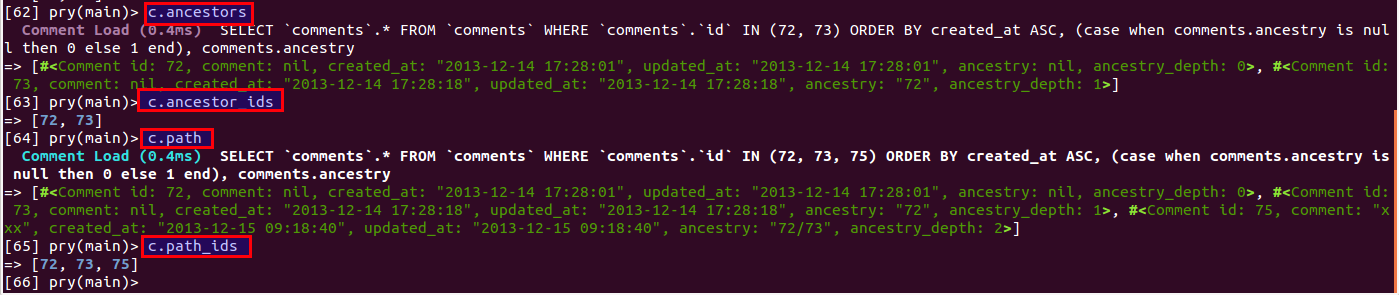 [62] pry(main)> c.ancestors
  Comment Load (0.4ms)  SELECT `comments`.* FROM `comments` WHERE `comments`.`id` IN (72, 73) ORDER BY created_at ASC, (case when comments.ancestry is nul
l then 0 else 1 end), comments.ancestry
=> [#<Comment id: 72, comment: nil, created_at: "2013-12-14 17:28:01", updated_at: "2013-12-14 17:28:01", ancestry: nil, ancestry_depth: 0>, #<Comment id:
 73, comment: nil, created_at: "2013-12-14 17:28:18", updated_at: "2013-12-14 17:28:18", ancestry: "72", ancestry_depth: 1>]
[63] pry(main)> c.ancestor_ids
=> [72, 73]
[64] pry(main)> c.path
  Comment Load (0.4ms)  SELECT `comments`.* FROM `comments` WHERE `comments`.`id` IN (72, 73, 75) ORDER BY created_at ASC, (case when comments.ancestry is
 null then 0 else 1 end), comments.ancestry
=> [#<Comment id: 72, comment: nil, created_at: "2013-12-14 17:28:01", updated_at: "2013-12-14 17:28:01", ancestry: nil, ancestry_depth: 0>, #<Comment id:
 73, comment: nil, created_at: "2013-12-14 17:28:18", updated_at: "2013-12-14 17:28:18", ancestry: "72", ancestry_depth: 1>, #<Comment id: 75, comment: "x
xx", created_at: "2013-12-15 09:18:40", updated_at: "2013-12-15 09:18:40", ancestry: "72/73", ancestry_depth: 2>]
[65] pry(main)> c.path_ids
=> [72, 73, 75]
[66] pry(main)>